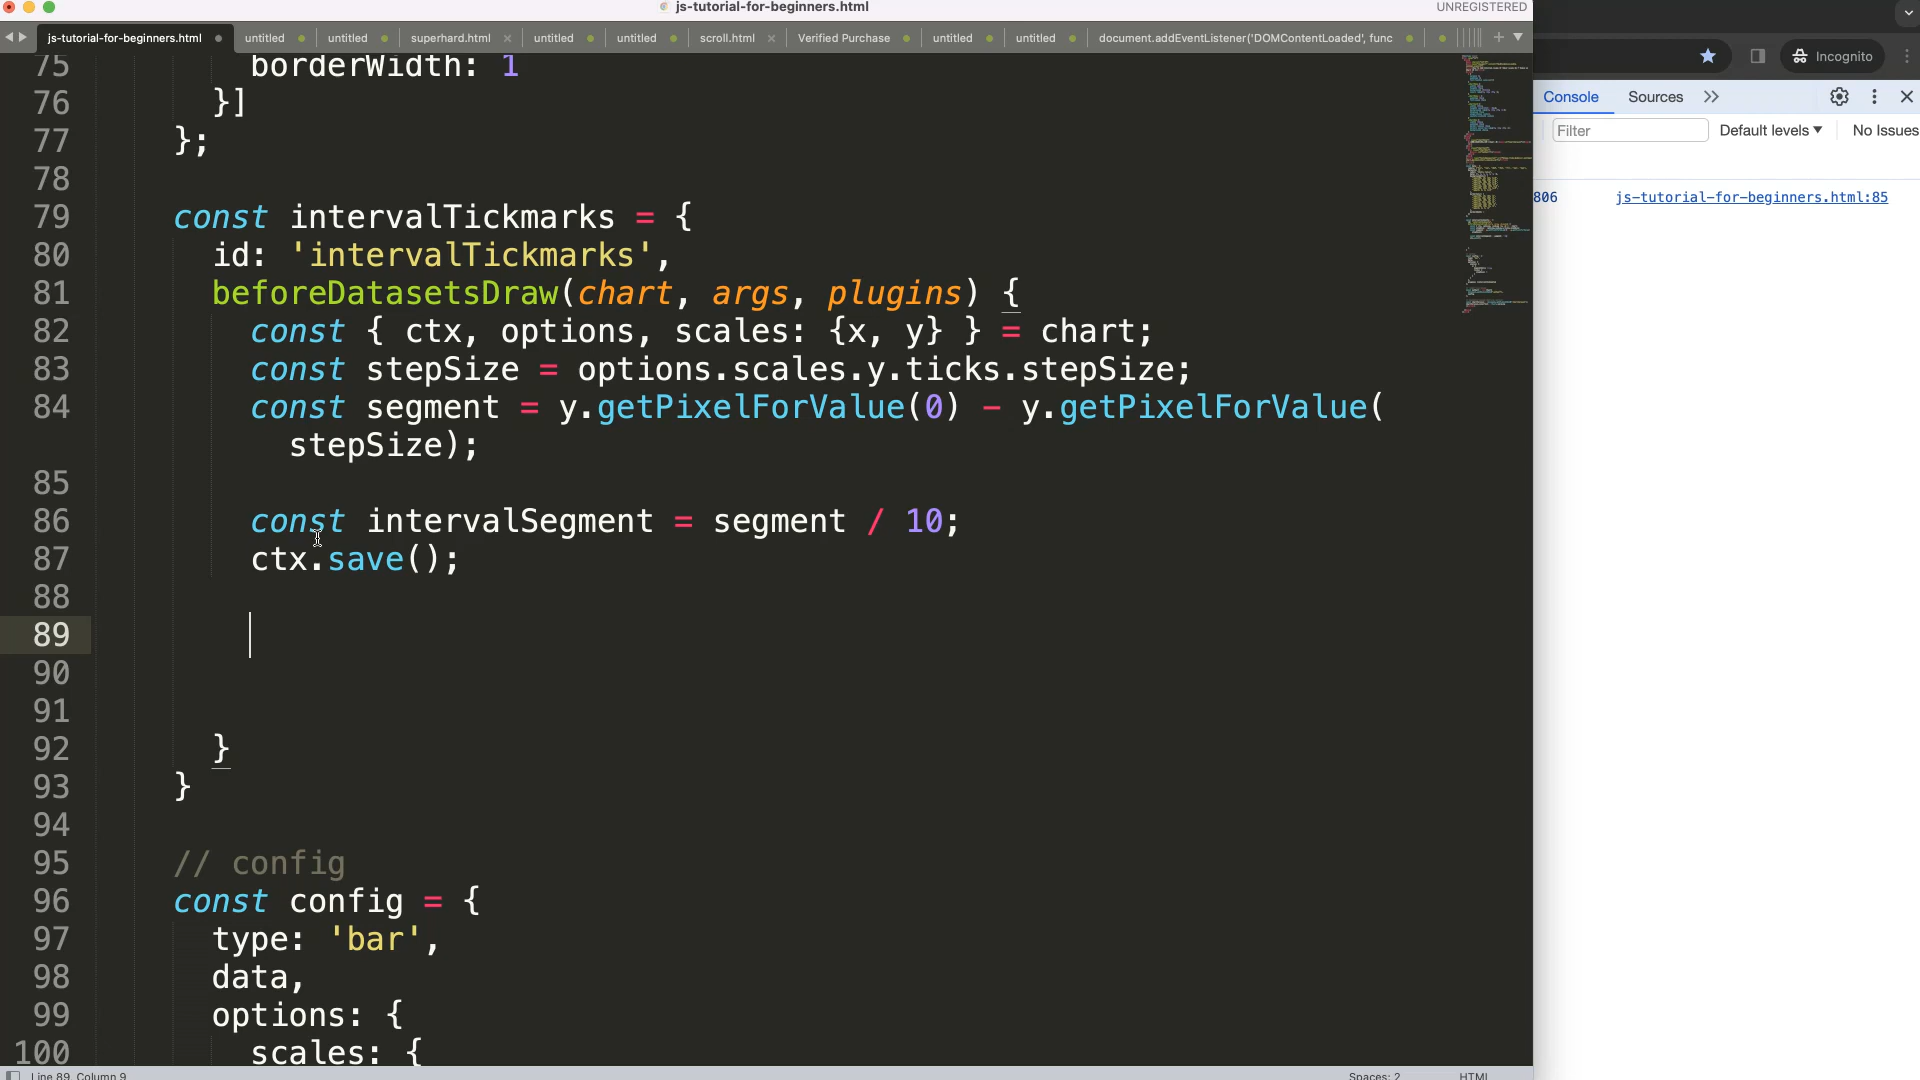 js-tutorial-for-beginners.html
UNREGISTERED
js-tutorial-for-beginners.html untitled untitled superhard.html untitled untitled scroll.html Verified Purchase untitled untitled document.addEventListener('DOMContentLoaded', func
Incognito
Console Sources
Filter Default levels No Issues
806 js-tutorial-for-beginners.html:85
75 borderWidth: 1
76 }]
77 };
78
79 const intervalTickmarks = {
80 id: 'intervalTickmarks',
81 beforeDatasetsDraw(chart, args, plugins) {
82 const { ctx, options, scales: {x, y} } = chart;
83 const stepSize = options.scales.y.ticks.stepSize;
84 const segment = y.getPixelForValue(0) - y.getPixelForValue(
stepSize);
85
86 const intervalSegment = segment / 10;
87 ctx.save();
88
89
90
91
92 }
93 }
94
95 // config
96 const config = {
97 type: 'bar',
98 data,
99 options: {
100 scales: {
Line 89, Column 9 Spaces: 2 HTML